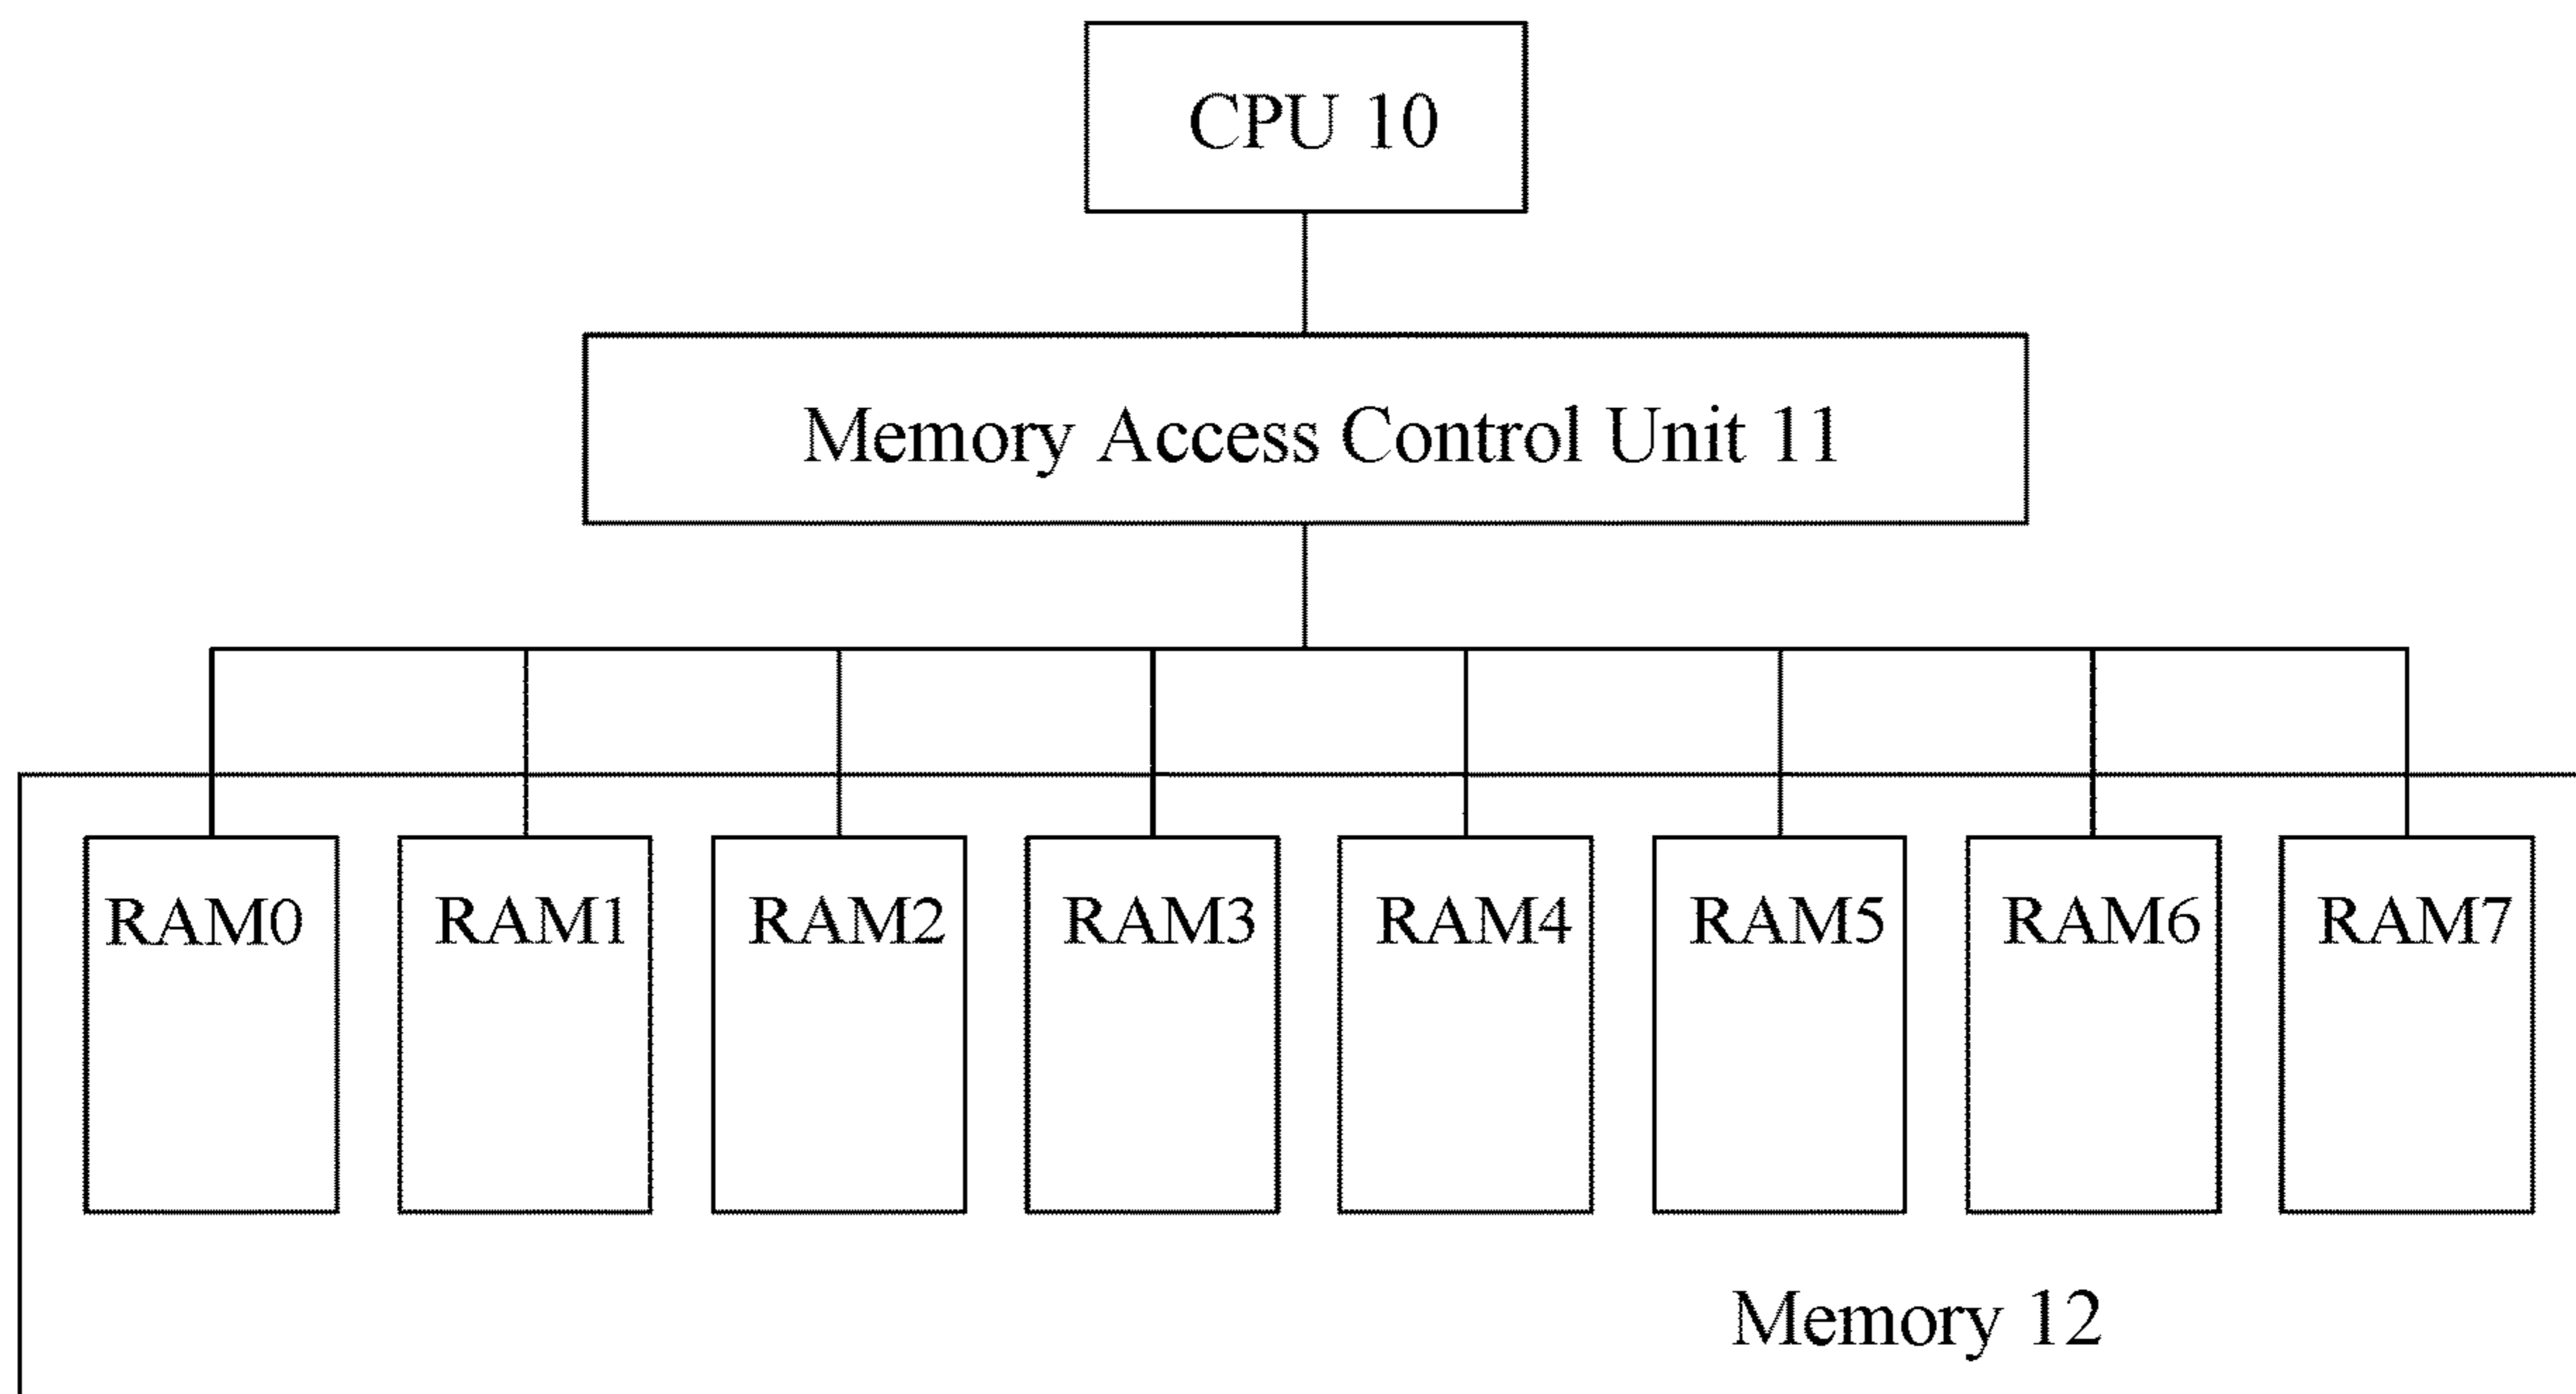 CPU 10
Memory Access Control Unit 11
RAM0 RAM1 RAM2 RAM3 RAM4 RAM5 RAM6 RAM7
Memory 12